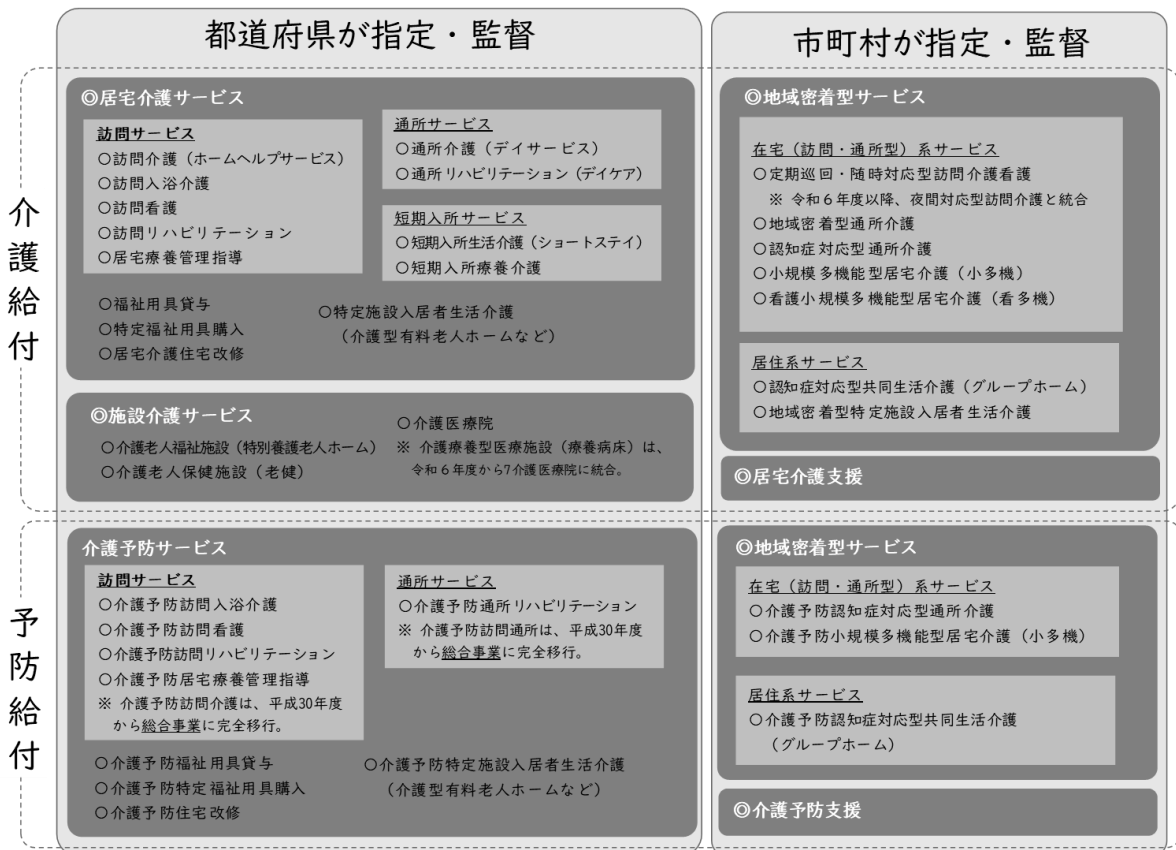 都道府県が指定・監督
市町村が指定・監督
介護給付
◎居宅介護サービス
訪問サービス
○訪問介護（ホームヘルプサービス）
○訪問入浴介護
○訪問看護
○訪問リハビリテーション
○居宅療養管理指導
通所サービス
○通所介護（デイサービス）
○通所リハビリテーション（デイケア）
短期入所サービス
○短期入所生活介護（ショートステイ）
○短期入所療養介護
○福祉用具貸与
○特定福祉用具購入
○居宅介護住宅改修
○特定施設入居者生活介護
（介護型有料老人ホームなど）
◎施設介護サービス
○介護老人福祉施設（特別養護老人ホーム）
○介護老人保健施設（老健）
○介護医療院
※ 介護療養型医療施設（療養病床）は、
令和６年度から7介護医療院に統合。
◎地域密着型サービス
在宅（訪問・通所型）系サービス
○定期巡回・随時対応型訪問介護看護
※ 令和６年度以降、夜間対応型訪問介護と統合
○地域密着型通所介護
○認知症対応型通所介護
○小規模多機能型居宅介護（小多機）
○看護小規模多機能型居宅介護（看多機）
居住系サービス
○認知症対応型共同生活介護（グループホーム）
○地域密着型特定施設入居者生活介護
◎居宅介護支援
予防給付
介護予防サービス
訪問サービス
○介護予防訪問入浴介護
○介護予防訪問看護
○介護予防訪問リハビリテーション
○介護予防居宅療養管理指導
※ 介護予防訪問介護は、平成30年度
から総合事業に完全移行。
通所サービス
○介護予防通所リハビリテーション
※ 介護予防訪問通所は、平成30年度
から総合事業に完全移行。
○介護予防福祉用具貸与
○介護予防特定福祉用具購入
○介護予防住宅改修
○介護予防特定施設入居者生活介護
（介護型有料老人ホームなど）
◎地域密着型サービス
在宅（訪問・通所型）系サービス
○介護予防認知症対応型通所介護
○介護予防小規模多機能型居宅介護（小多機）
居住系サービス
○介護予防認知症対応型共同生活介護
（グループホーム）
◎介護予防支援